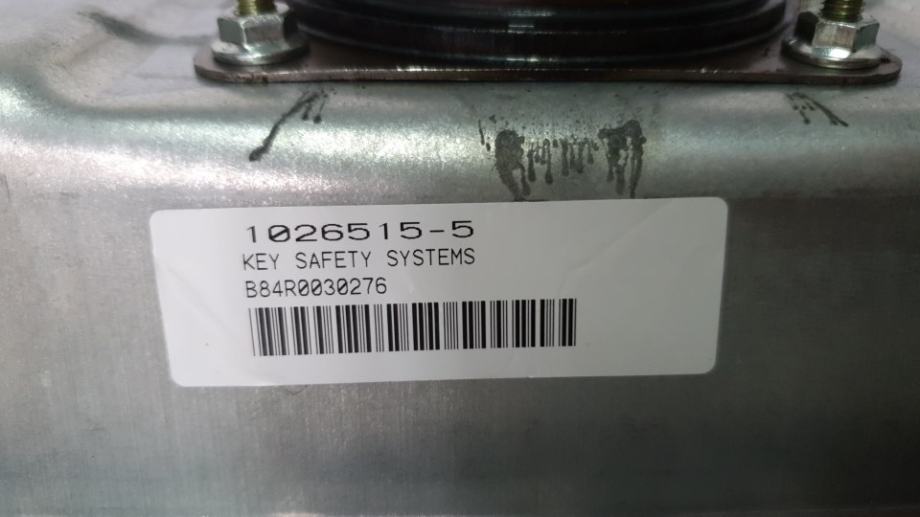 1026515-5
KEY SAFETY SYSTEMS
B84R0030276